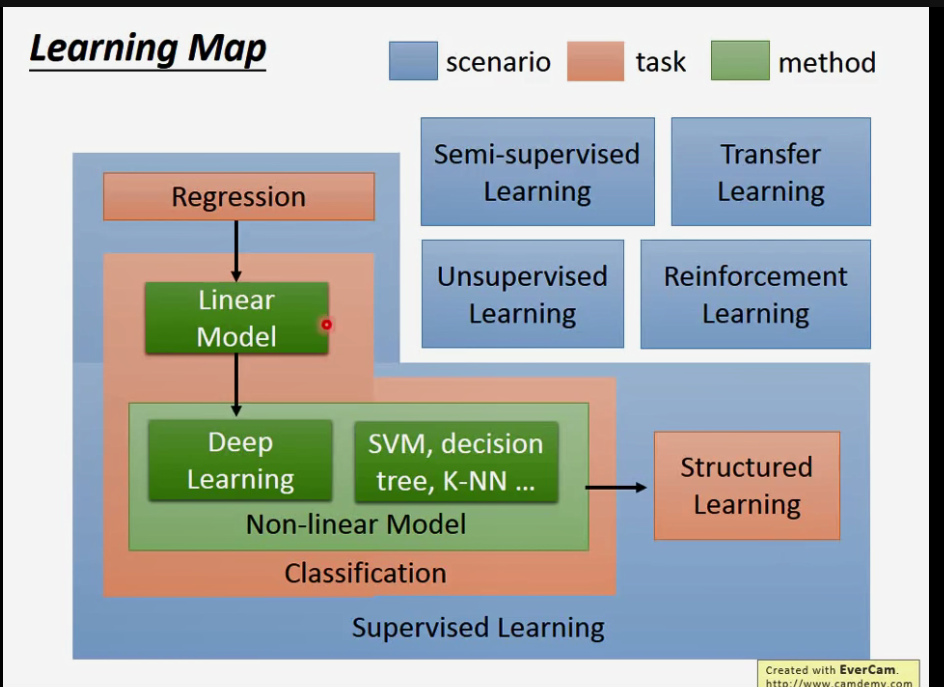 Learning Map
scenario
task
method
Semi-supervised
Learning
Transfer
Learning
Regression
Unsupervised
Learning
Reinforcement
Learning
Linear
Model
Deep
Learning
SVM, decision
tree, K-NN ...
Non-linear Model
Structured
Learning
Classification
Supervised Learning
Created with EverCam.
http://www.camdemy.com